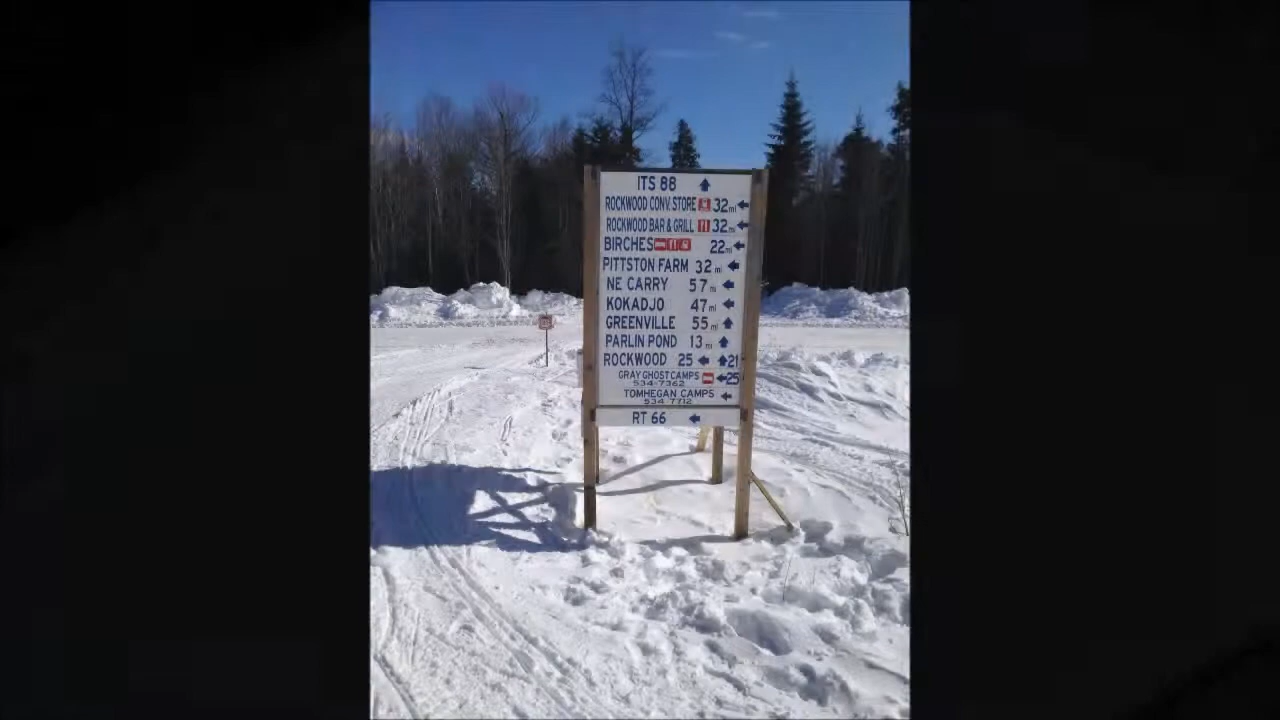 ITS 88
ROCKWOOD CONV. STORE 32 mi
ROCKWOOD BAR & GRILL 32 mi
BIRCHES 22 mi
PITTSTON FARM 32 mi
NE CARRY 57 mi
KOKADJO 47 mi
GREENVILLE 55 mi
PARLIN POND 13 mi
ROCKWOOD 25 21
GRAY GHOST CAMPS 25
534-7362
TOMHEGAN CAMPS
534 7712
RT 66